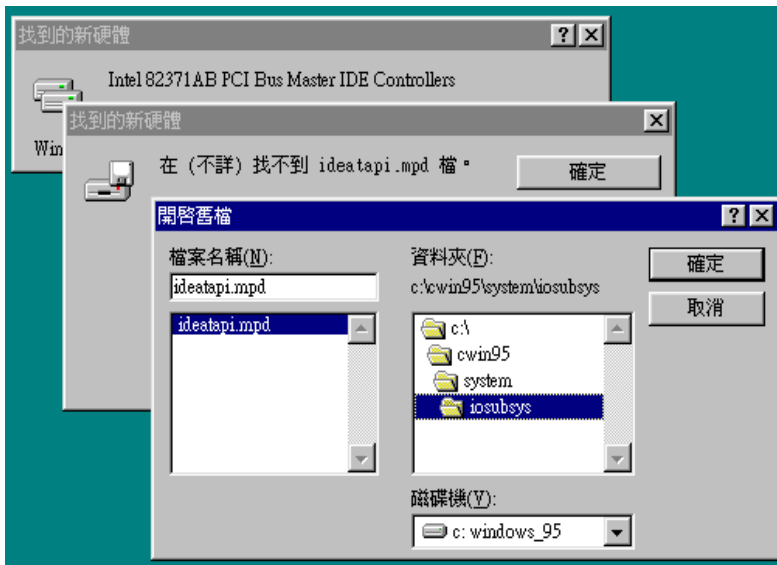 找到的新硬體
Intel 82371AB PCI Bus Master IDE Controllers
Win
找到的新硬體
在 (不詳) 找不到 ideatapi.mpd 檔。
確定
開啓舊檔
檔案名稱(N):
ideatapi.mpd
ideatapi.mpd
資料夾(F):
c:\cwin95\system\iosubsys
c:\
cwin95
system
iosubsys
磁碟機(V):
c: windows_95
確定
取消